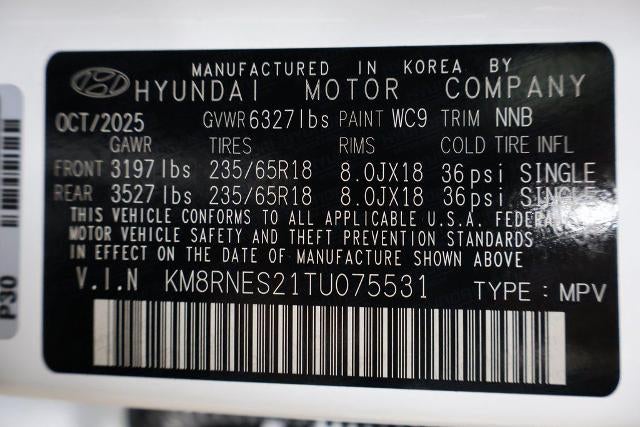 MANUFACTURED IN KOREA BY
HYUNDAI MOTOR COMPANY
OCT/2025 GVWR 6327lbs PAINT WC9 TRIM NNB
GAWR TIRES RIMS COLD TIRE INFL
FRONT 3197lbs 235/65R18 8.0JX18 36psi SINGLE
REAR 3527lbs 235/65R18 8.0JX18 36psi SINGLE
THIS VEHICLE CONFORMS TO ALL APPLICABLE U.S.A. FEDERAL
MOTOR VEHICLE SAFETY AND THEFT PREVENTION STANDARDS
IN EFFECT ON THE DATE OF MANUFACTURE SHOWN ABOVE
V.I.N KM8RNES21TU075531 TYPE : MPV
P30